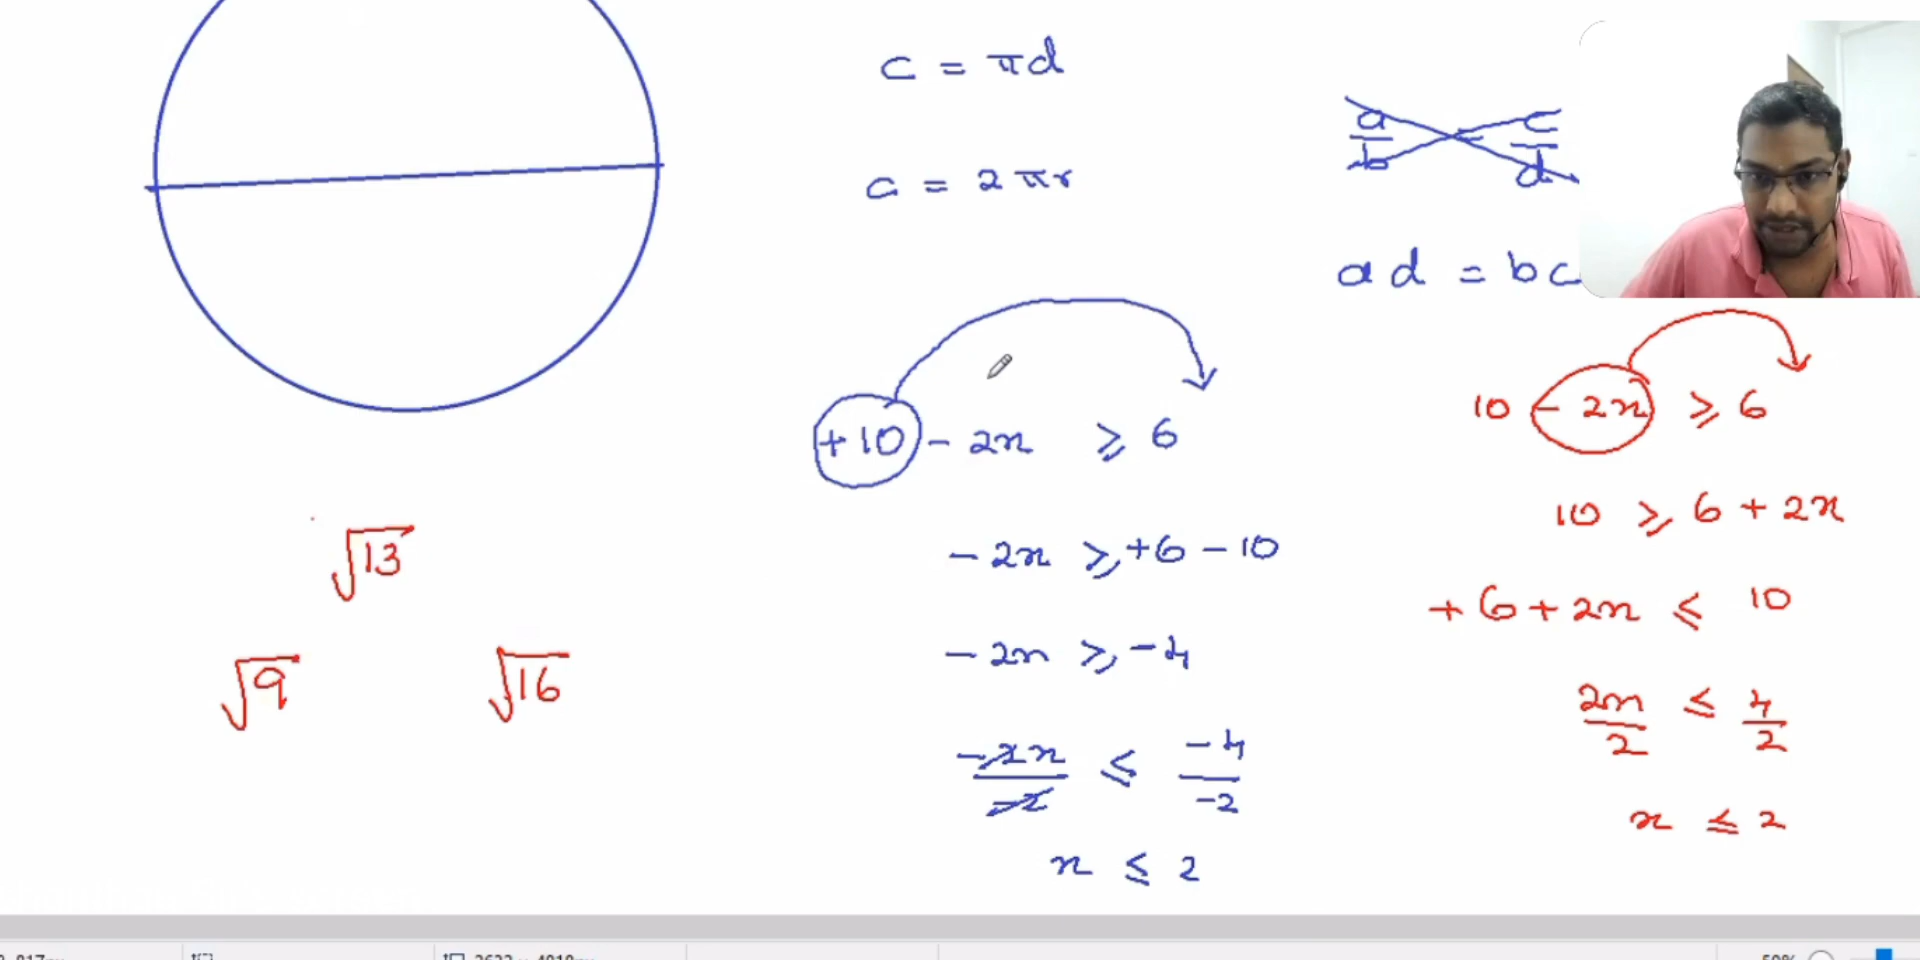 c = πd
c = 2πr
a/b = c/d
ad = bc
+10 - 2x ≥ 6
-2x ≥ +6 - 10
-2x ≥ -4
-2x/-2 ≤ -4/-2
x ≤ 2
10 - 2x ≥ 6
10 ≥ 6 + 2x
+6 + 2x ≤ 10
2x/2 ≤ 4/2
x ≤ 2
√13
√9 √16